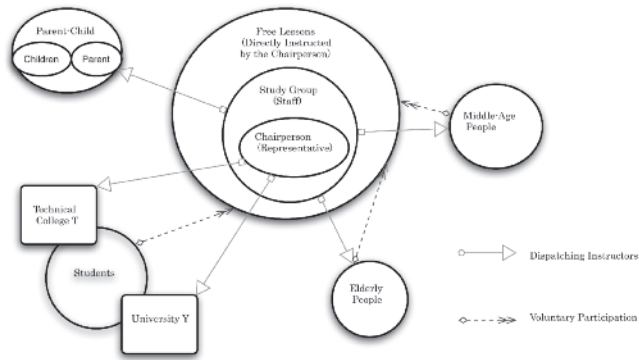 Parent-Child
Children
Parent
Free Lessons
(Directly Instructed
by the Chairperson)
Study Group
(Staff)
Chairperson
(Representative)
Middle-Age
People
Technical
College T
Students
University Y
Elderly
People
Dispatching Instructors
Voluntary Participation